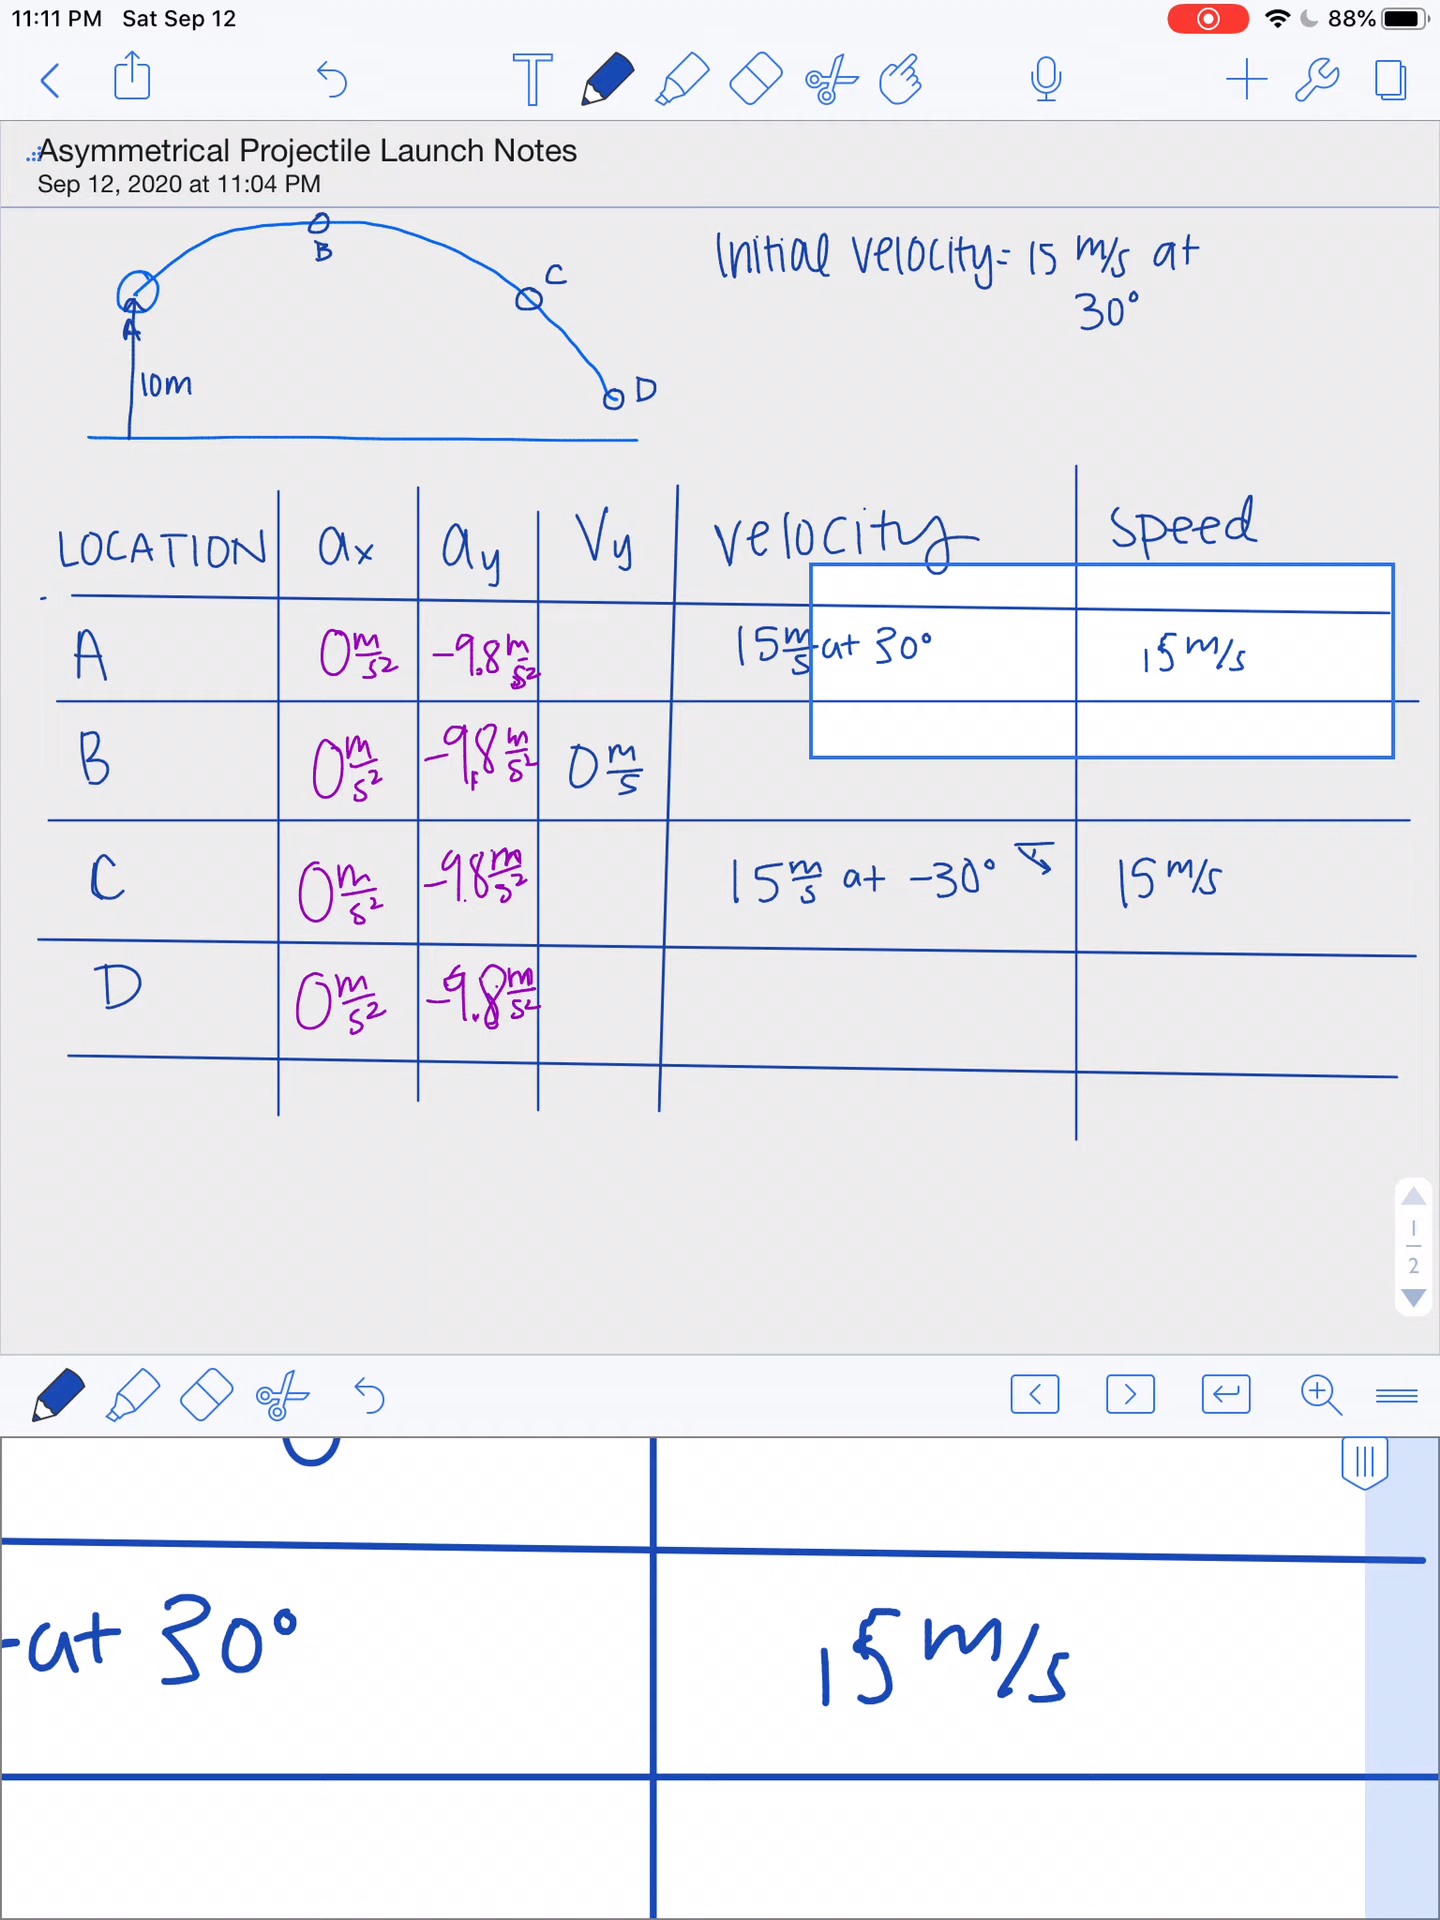 11:11 PM Sat Sep 12
88%
T
Asymmetrical Projectile Launch Notes
Sep 12, 2020 at 11:04 PM
B
C
A
10m
D
Initial velocity= 15 m/s at
30°
LOCATION ax ay Vy velocity speed
A 0 m/s² -9.8 m/s² 15 m/s at 30° 15 m/s
B 0 m/s² -9.8 m/s² 0 m/s
C 0 m/s² -9.8 m/s² 15 m/s at -30° 15 m/s
D 0 m/s² -9.8 m/s²
1
2
-at 30° 15 m/s